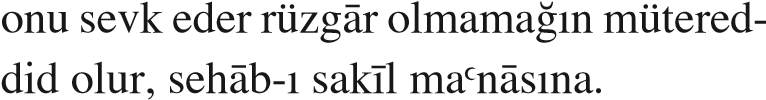 onu sevk eder rüzgār olmamağın mütered-
did olur, sehāb-ı sakīl maʿnāsına.